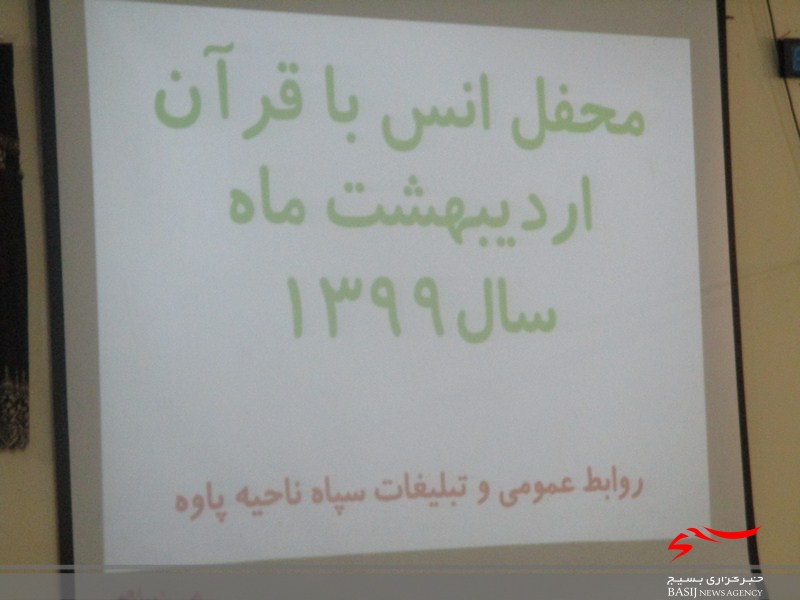 محفل انس با قرآن
اردیبهشت ماه
سال ۱۳۹۹
روابط عمومی و تبلیغات سپاه ناحیه پاوه
خبرگزاری بسیج
BASIJ NEWS AGENCY